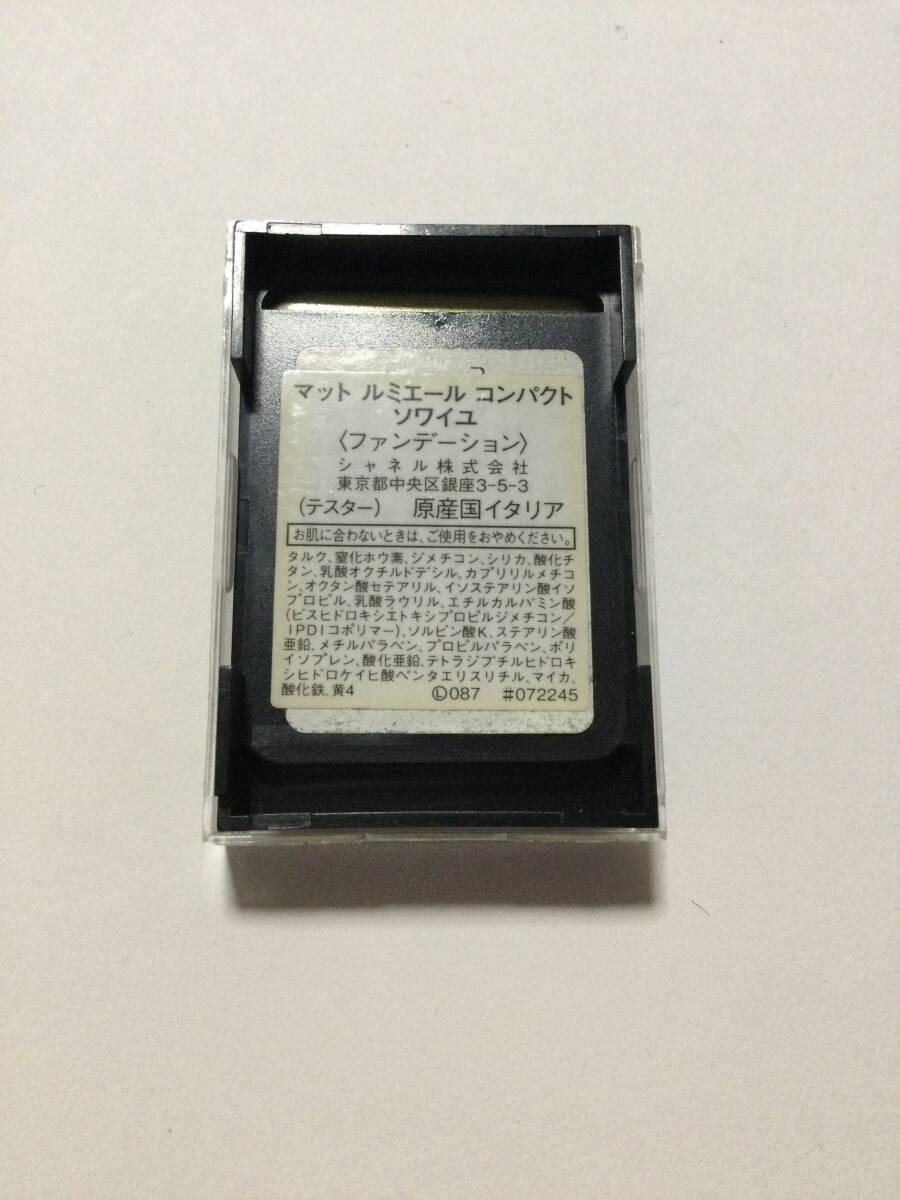 マット ルミエール コンパクト
ソワイユ
〈ファンデーション〉
シャネル株式会社
東京都中央区銀座3-5-3
(テスター) 原産国イタリア
お肌に合わないときは、ご使用をおやめください。
タルク、窒化ホウ素、ジメチコン、シリカ、酸化チ
タン、乳酸オクチルドデシル、カプリリルメチコ
ン、オクタン酸セテアリル、イソステアリン酸イソ
プロピル、乳酸ラウリル、エチルカルバミン酸
(ビスヒドロキシエトキシプロピルジメチコン/
IPDIコポリマー)、ソルビン酸K、ステアリン酸
亜鉛、メチルパラベン、プロピルパラベン、ポリ
イソプレン、酸化亜鉛、テトラジブチルヒドロキ
シヒドロケイヒ酸ペンタエリスリチル、マイカ、
酸化鉄、黄4 Ⓛ087 #072245